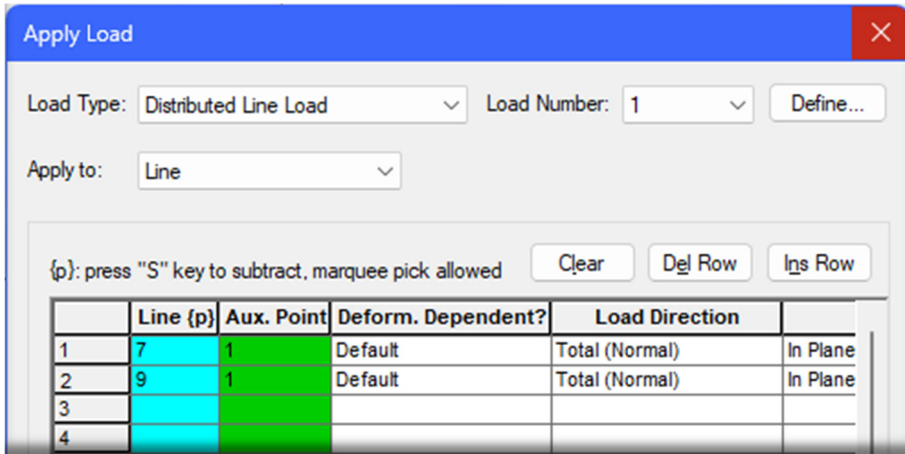 Apply Load
Load Type: Distributed Line Load Load Number: 1 Define...
Apply to: Line
{p}: press "S" key to subtract, marquee pick allowed Clear Del Row Ins Row
Line {p} Aux. Point Deform. Dependent? Load Direction
1 7 1 Default Total (Normal) In Plane
2 9 1 Default Total (Normal) In Plane
3
4